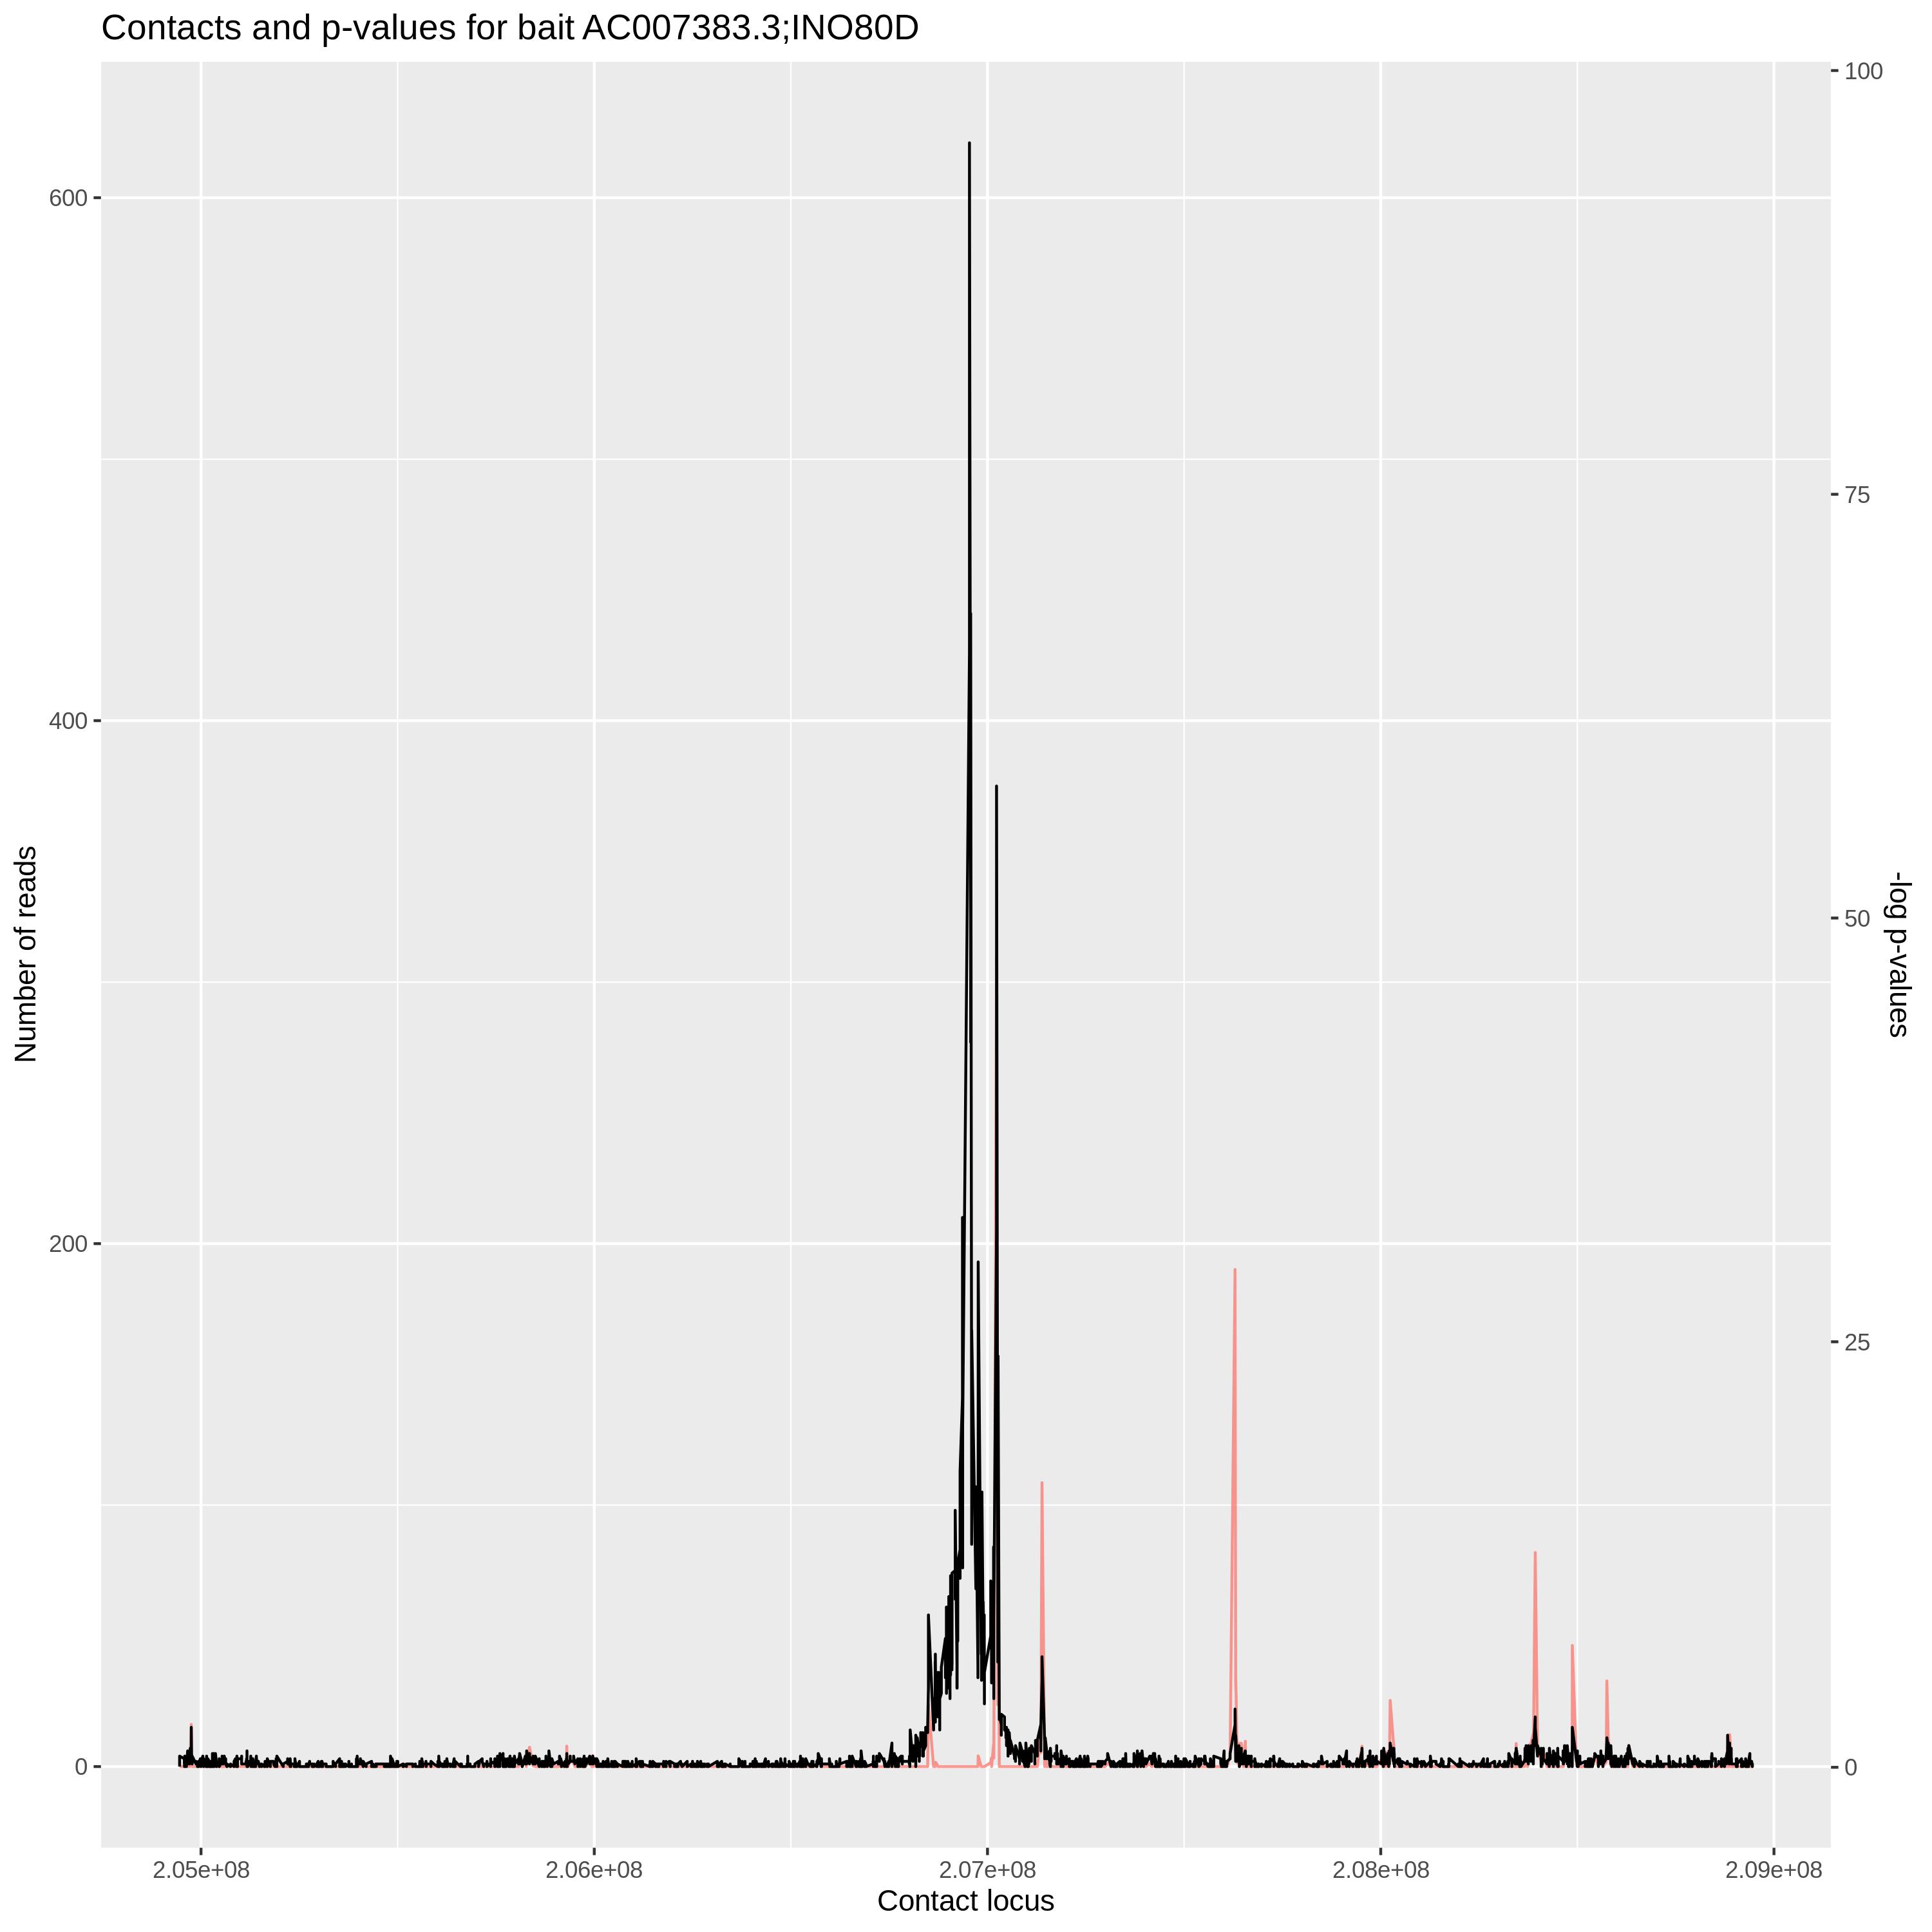 Contacts and p-values for bait AC007383.3;INO80D
600
400
200
0
Number of reads
100
75
50
25
0
-log p-values
2.05e+08
2.06e+08
2.07e+08
2.08e+08
2.09e+08
Contact locus